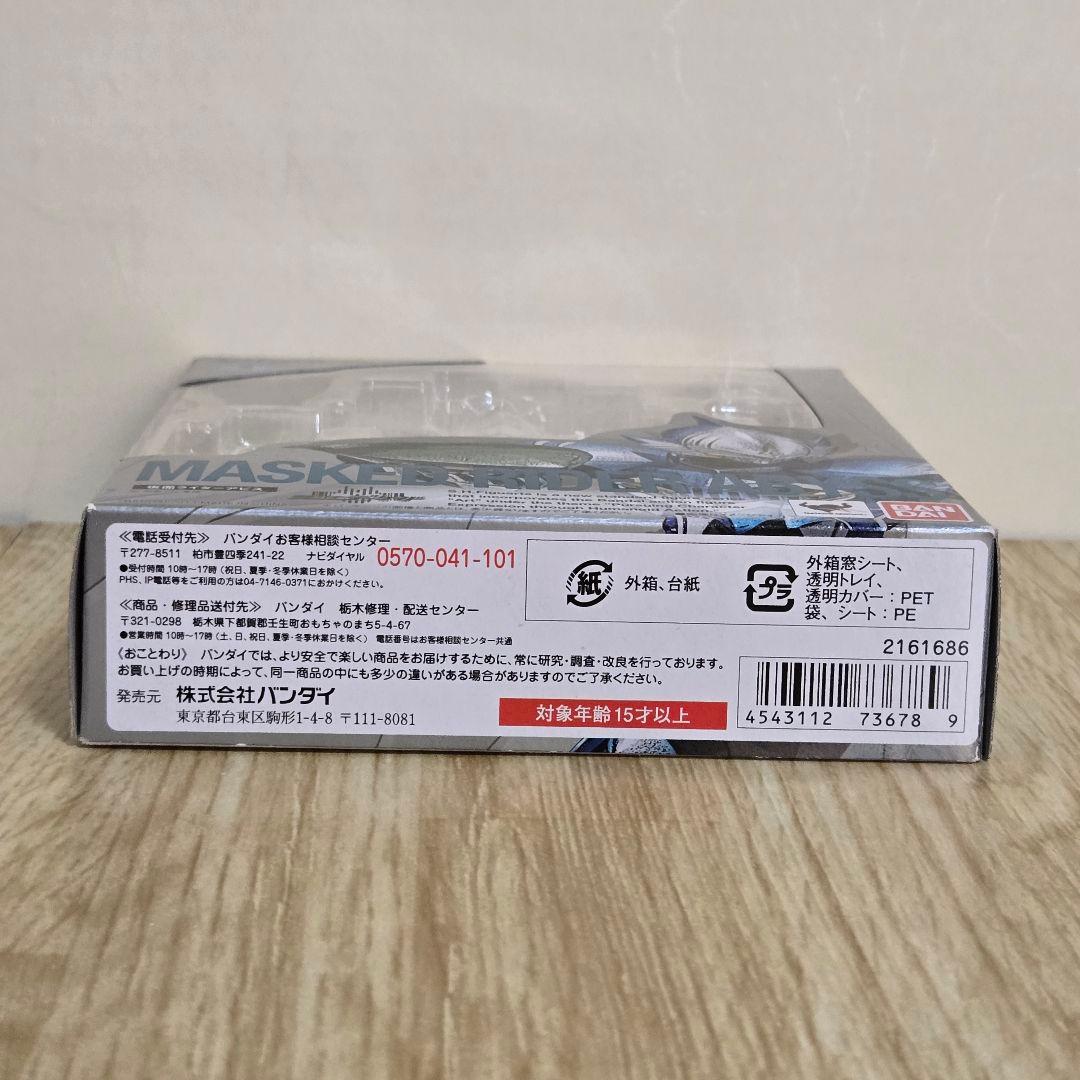 MASKED RIDER ABYSS
仮面ライダーアビス
S.H.Figuarts is a new
BAN
DAI
≪電話受付先≫ バンダイお客様相談センター
〒277-8511 柏市豊四季241-22 ナビダイヤル 0570-041-101
●受付時間 10時〜17時 (祝日、夏季・冬季休業日を除く)
PHS、IP電話等をご利用の方は04-7146-0371におかけください。
≪商品・修理品送付先≫ バンダイ 栃木修理・配送センター
〒321-0298 栃木県下都賀郡壬生町おもちゃのまち5-4-67
●営業時間 10時〜17時 (土、日、祝日、夏季・冬季休業日を除く) 電話番号はお客様相談センター共通
《おことわり》 バンダイでは、より安全で楽しい商品をお届けするために、常に研究・調査・改良を行っております。
お買い上げの時期によって、同一商品の中にも多少の違いがある場合がありますのでご了承ください。
発売元 株式会社バンダイ
東京都台東区駒形1-4-8 〒111-8081
対象年齢15才以上
紙 外箱、台紙
プラ
外箱窓シート、
透明トレイ、
透明カバー：PET
袋、シート：PE
2161686
4543112 73678 9